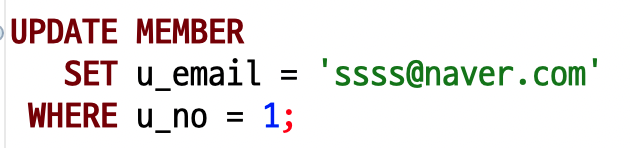 UPDATE MEMBER
SET u_email = 'ssss@naver.com'
WHERE u_no = 1;